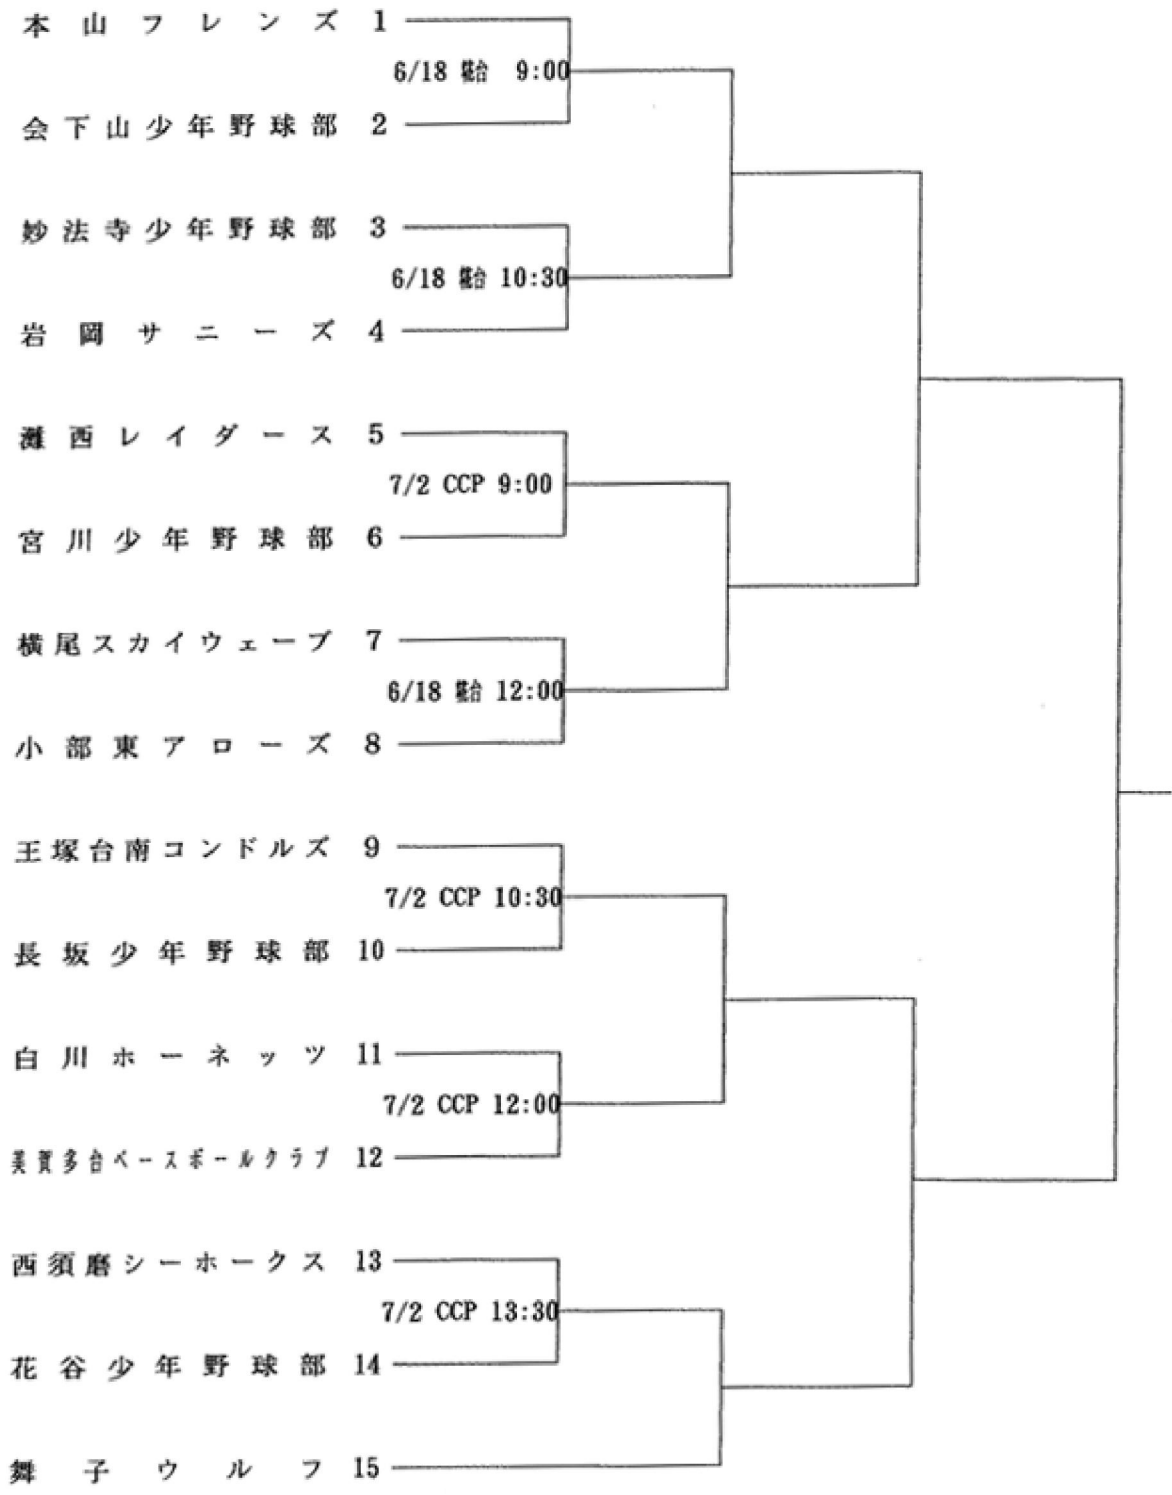 本山フレンズ 1
6/18 糀台 9:00
会下山少年野球部 2
妙法寺少年野球部 3
6/18 糀台 10:30
岩岡サニーズ 4
灘西レイダース 5
7/2 CCP 9:00
宮川少年野球部 6
横尾スカイウェーブ 7
6/18 糀台 12:00
小部東アローズ 8
王塚台南コンドルズ 9
7/2 CCP 10:30
長坂少年野球部 10
白川ホーネッツ 11
7/2 CCP 12:00
美賀多台ベースボールクラブ 12
西須磨シーホークス 13
7/2 CCP 13:30
花谷少年野球部 14
舞子ウルフ 15